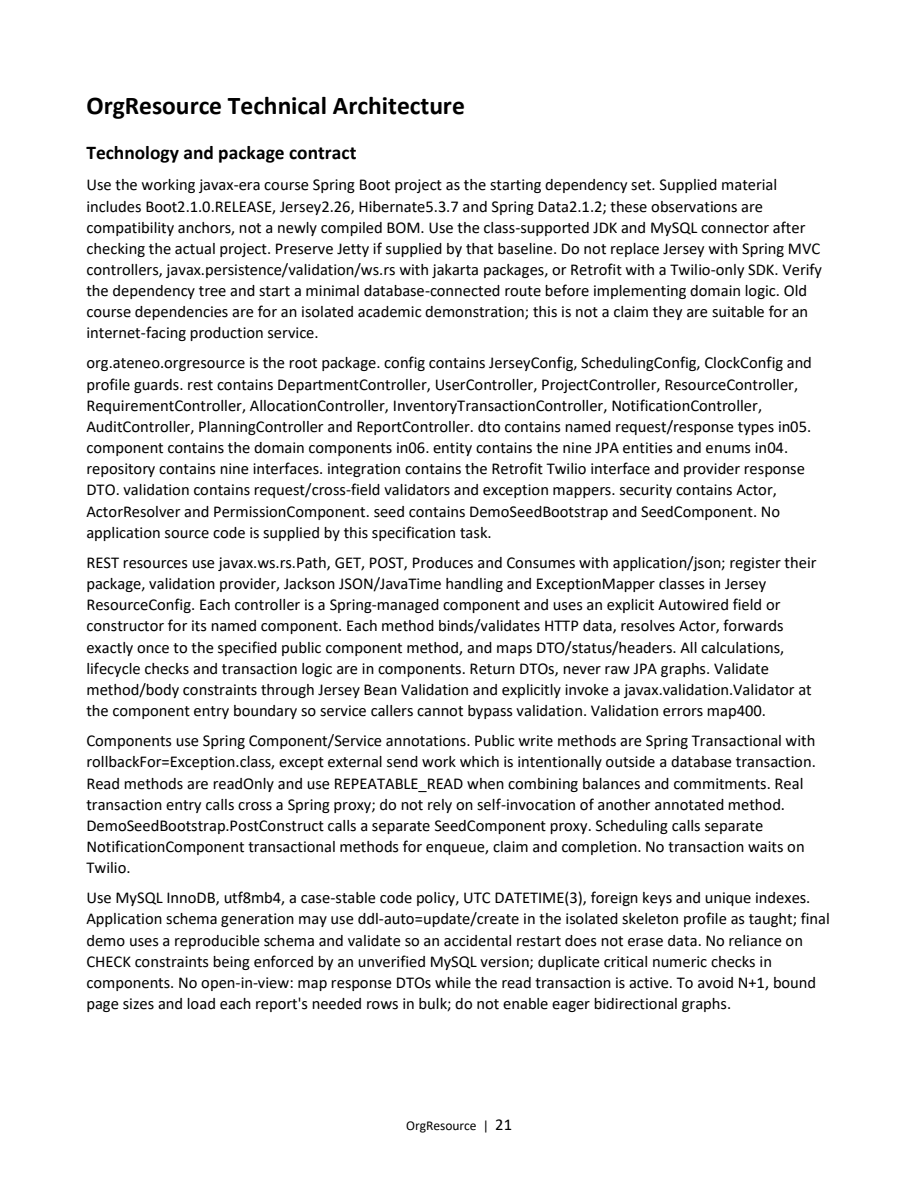 OrgResource Technical Architecture
Technology and package contract
Use the working javax-era course Spring Boot project as the starting dependency set. Supplied material
includes Boot2.1.0.RELEASE, Jersey2.26, Hibernate5.3.7 and Spring Data2.1.2; these observations are
compatibility anchors, not a newly compiled BOM. Use the class-supported JDK and MySQL connector after
checking the actual project. Preserve Jetty if supplied by that baseline. Do not replace Jersey with Spring MVC
controllers, javax.persistence/validation/ws.rs with jakarta packages, or Retrofit with a Twilio-only SDK. Verify
the dependency tree and start a minimal database-connected route before implementing domain logic. Old
course dependencies are for an isolated academic demonstration; this is not a claim they are suitable for an
internet-facing production service.
org.ateneo.orgresource is the root package. config contains JerseyConfig, SchedulingConfig, ClockConfig and
profile guards. rest contains DepartmentController, UserController, ProjectController, ResourceController,
RequirementController, AllocationController, InventoryTransactionController, NotificationController,
AuditController, PlanningController and ReportController. dto contains named request/response types in05.
component contains the domain components in06. entity contains the nine JPA entities and enums in04.
repository contains nine interfaces. integration contains the Retrofit Twilio interface and provider response
DTO. validation contains request/cross-field validators and exception mappers. security contains Actor,
ActorResolver and PermissionComponent. seed contains DemoSeedBootstrap and SeedComponent. No
application source code is supplied by this specification task.
REST resources use javax.ws.rs.Path, GET, POST, Produces and Consumes with application/json; register their
package, validation provider, Jackson JSON/JavaTime handling and ExceptionMapper classes in Jersey
ResourceConfig. Each controller is a Spring-managed component and uses an explicit Autowired field or
constructor for its named component. Each method binds/validates HTTP data, resolves Actor, forwards
exactly once to the specified public component method, and maps DTO/status/headers. All calculations,
lifecycle checks and transaction logic are in components. Return DTOs, never raw JPA graphs. Validate
method/body constraints through Jersey Bean Validation and explicitly invoke a javax.validation.Validator at
the component entry boundary so service callers cannot bypass validation. Validation errors map400.
Components use Spring Component/Service annotations. Public write methods are Spring Transactional with
rollbackFor=Exception.class, except external send work which is intentionally outside a database transaction.
Read methods are readOnly and use REPEATABLE_READ when combining balances and commitments. Real
transaction entry calls cross a Spring proxy; do not rely on self-invocation of another annotated method.
DemoSeedBootstrap.PostConstruct calls a separate SeedComponent proxy. Scheduling calls separate
NotificationComponent transactional methods for enqueue, claim and completion. No transaction waits on
Twilio.
Use MySQL InnoDB, utf8mb4, a case-stable code policy, UTC DATETIME(3), foreign keys and unique indexes.
Application schema generation may use ddl-auto=update/create in the isolated skeleton profile as taught; final
demo uses a reproducible schema and validate so an accidental restart does not erase data. No reliance on
CHECK constraints being enforced by an unverified MySQL version; duplicate critical numeric checks in
components. No open-in-view: map response DTOs while the read transaction is active. To avoid N+1, bound
page sizes and load each report's needed rows in bulk; do not enable eager bidirectional graphs.
OrgResource | 21